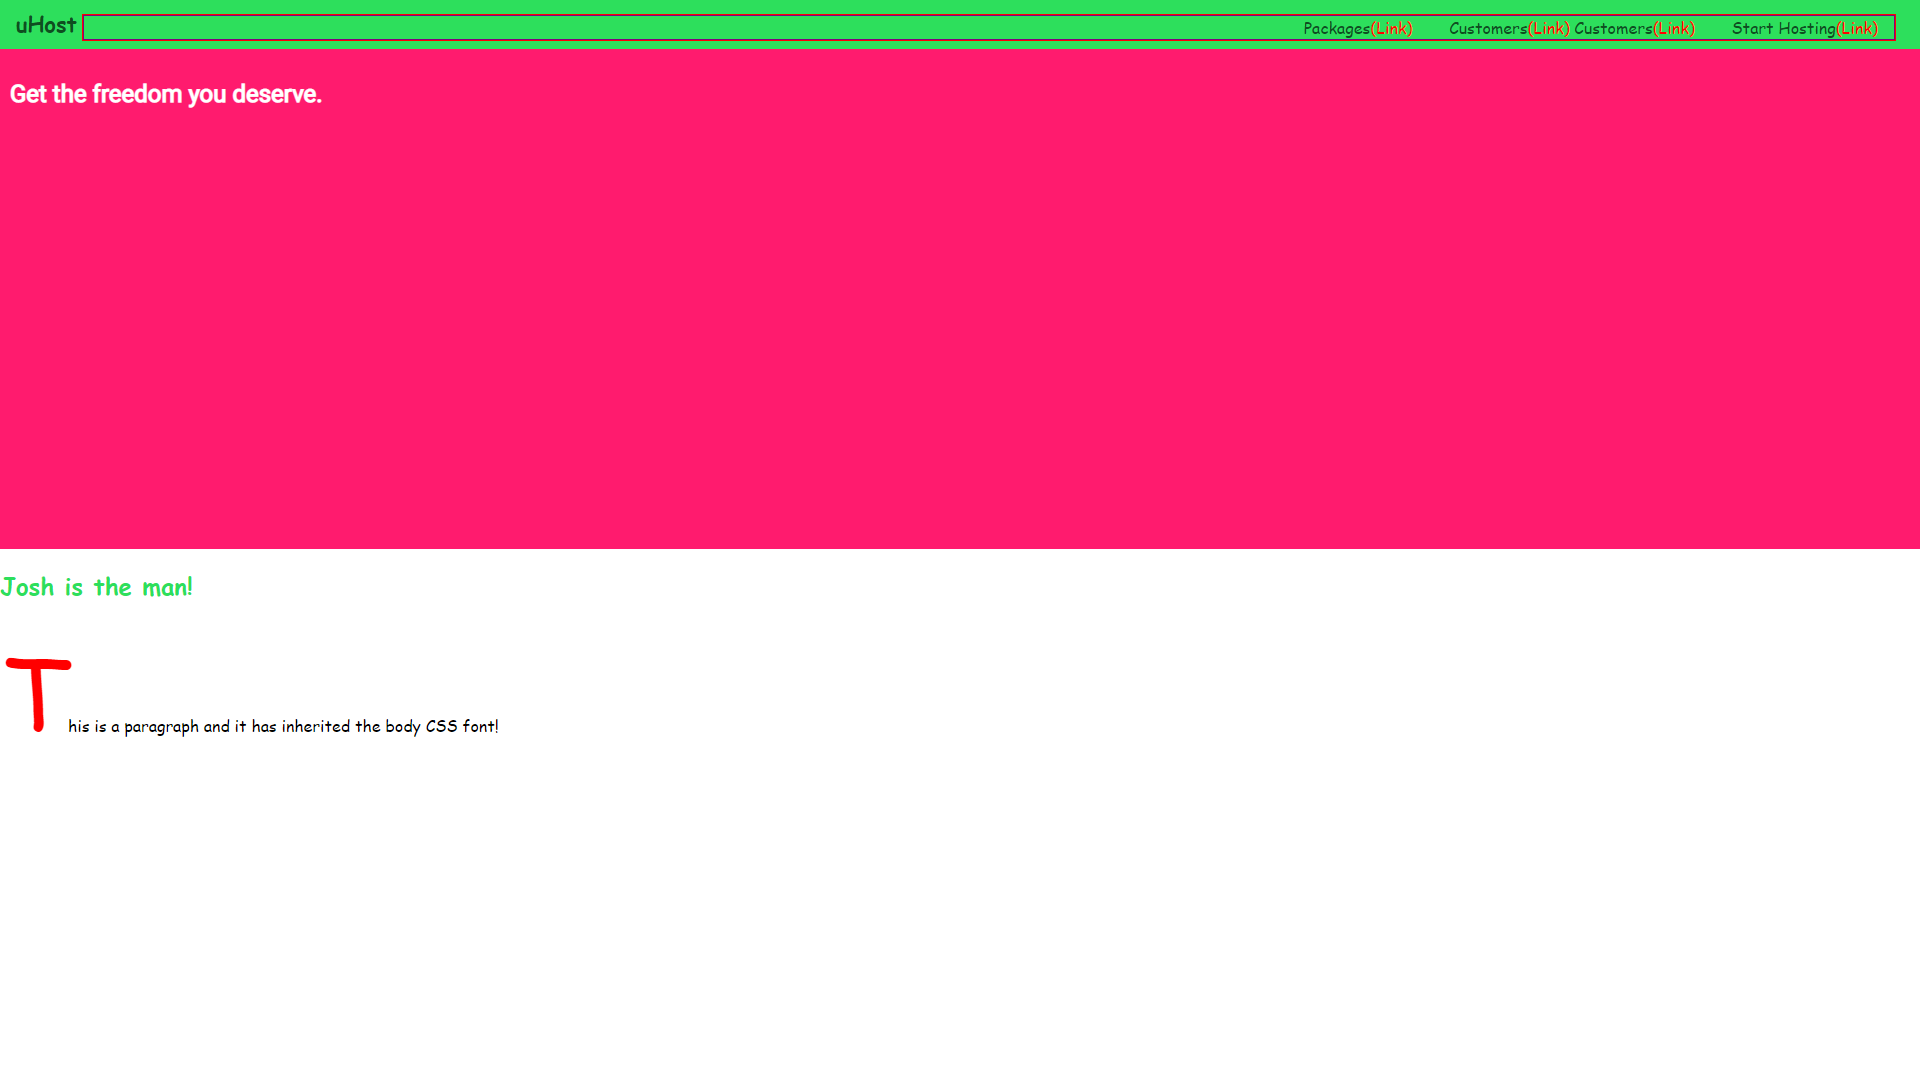 uHost Packages(Link) Customers(Link) Customers(Link) Start Hosting(Link)
Get the freedom you deserve.
Josh is the man!
This is a paragraph and it has inherited the body CSS font!